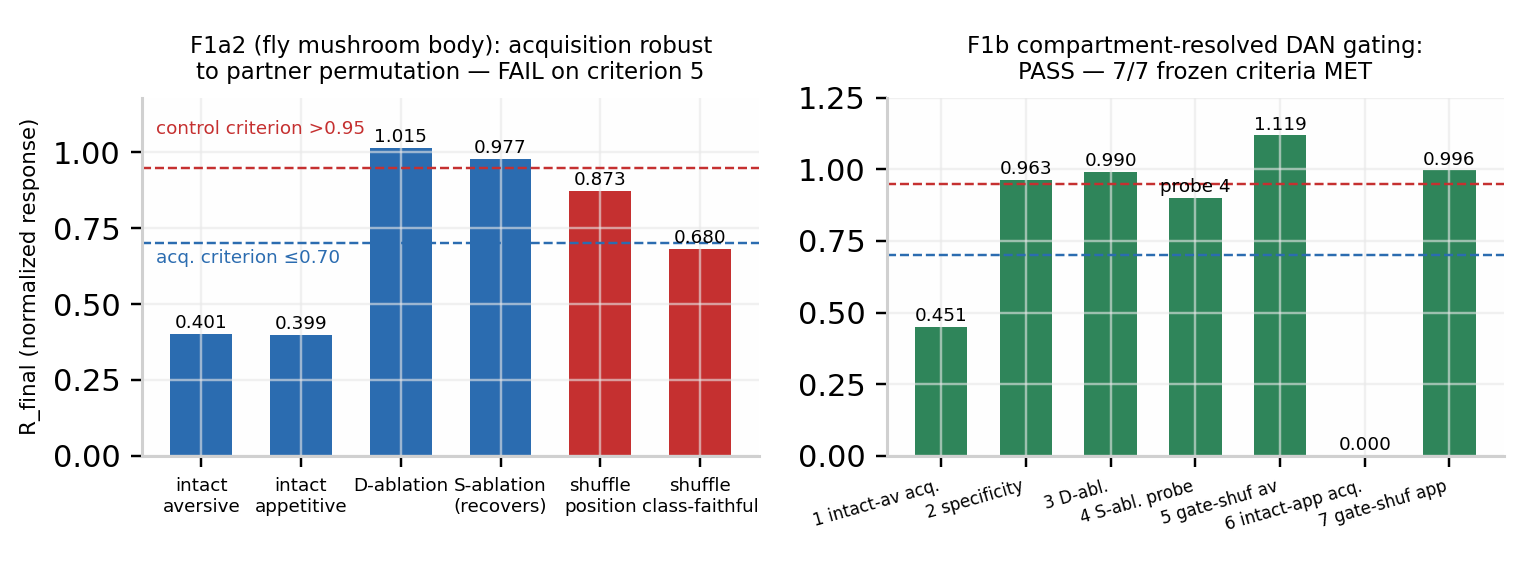 F1a2 (fly mushroom body): acquisition robust
to partner permutation — FAIL on criterion 5
R_final (normalized response)
1.00
0.75
0.50
0.25
0.00
control criterion >0.95
acq. criterion ≤0.70
0.401
0.399
1.015
0.977
0.873
0.680
intact
aversive
intact
appetitive
D-ablation
S-ablation
(recovers)
shuffle
position
shuffle
class-faithful
F1b compartment-resolved DAN gating:
PASS — 7/7 frozen criteria MET
1.25
1.00
0.75
0.50
0.25
0.00
0.451
0.963
0.990
probe 4
1.119
0.000
0.996
1 intact-av acq.
2 specificity
3 D-abl.
4 S-abl. probe
5 gate-shuf av
6 intact-app acq.
7 gate-shuf app